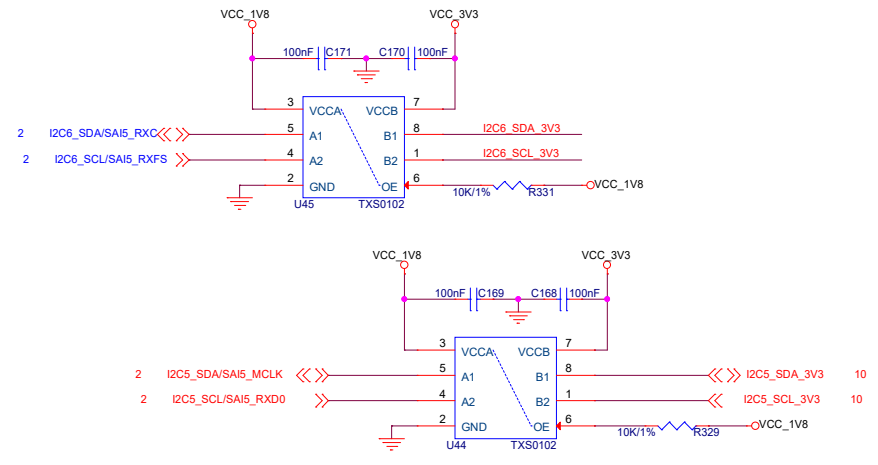 VCC_1V8 VCC_3V3
100nF C171 C170 100nF
3 VCCA VCCB 7
2 I2C6_SDA/SAI5_RXC 5 A1 B1 8 I2C6_SDA_3V3
2 I2C6_SCL/SAI5_RXFS 4 A2 B2 1 I2C6_SCL_3V3
2 GND OE 6 10K/1% R331 VCC_1V8
U45 TXS0102
VCC_1V8 VCC_3V3
100nF C169 C168 100nF
3 VCCA VCCB 7
2 I2C5_SDA/SAI5_MCLK 5 A1 B1 8 I2C5_SDA_3V3 10
2 I2C5_SCL/SAI5_RXD0 4 A2 B2 1 I2C5_SCL_3V3 10
2 GND OE 6 10K/1% R329 VCC_1V8
U44 TXS0102